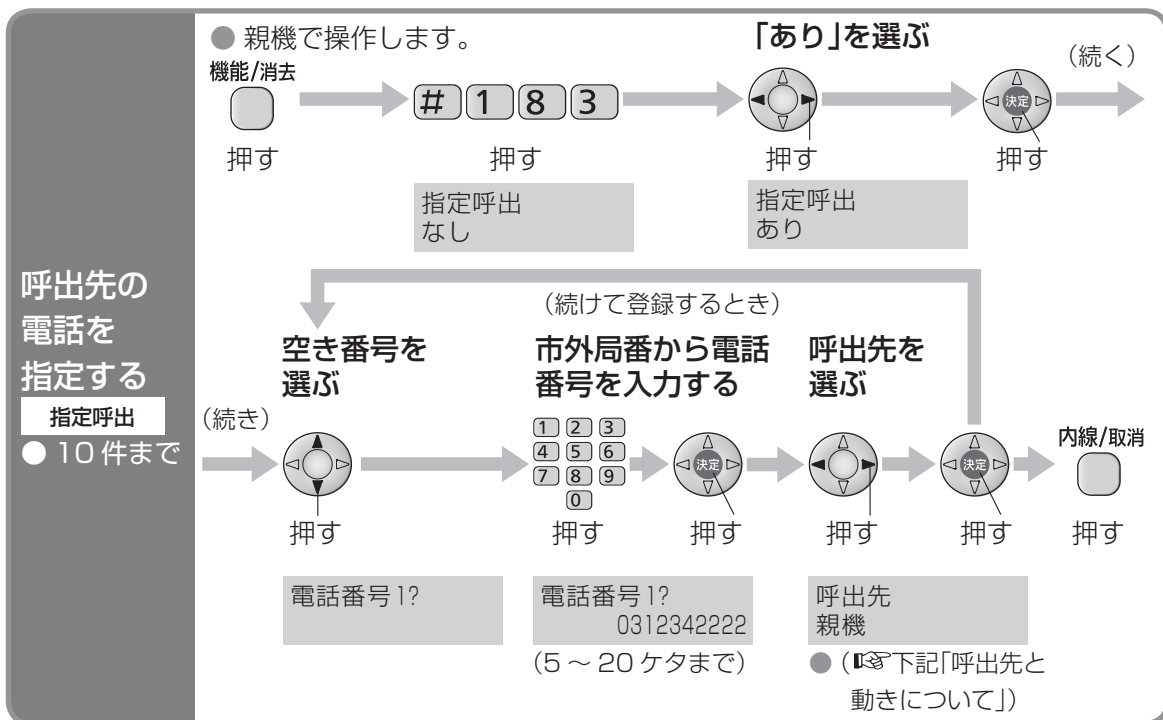 呼出先の
電話を
指定する
指定呼出
● 10件まで
● 親機で操作します。
機能/消去
押す
# 1 8 3
押す
指定呼出
なし
「あり」を選ぶ
押す
指定呼出
あり
決定
押す
(続く)
(続けて登録するとき)
(続き)
空き番号を
選ぶ
押す
電話番号1?
市外局番から電話
番号を入力する
1 2 3
4 5 6
7 8 9
0
押す
決定
押す
電話番号1?
0312342222
(5～20ケタまで)
呼出先を
選ぶ
押す
呼出先
親機
● (☞下記「呼出先と
動きについて」)
決定
押す
内線/取消
押す